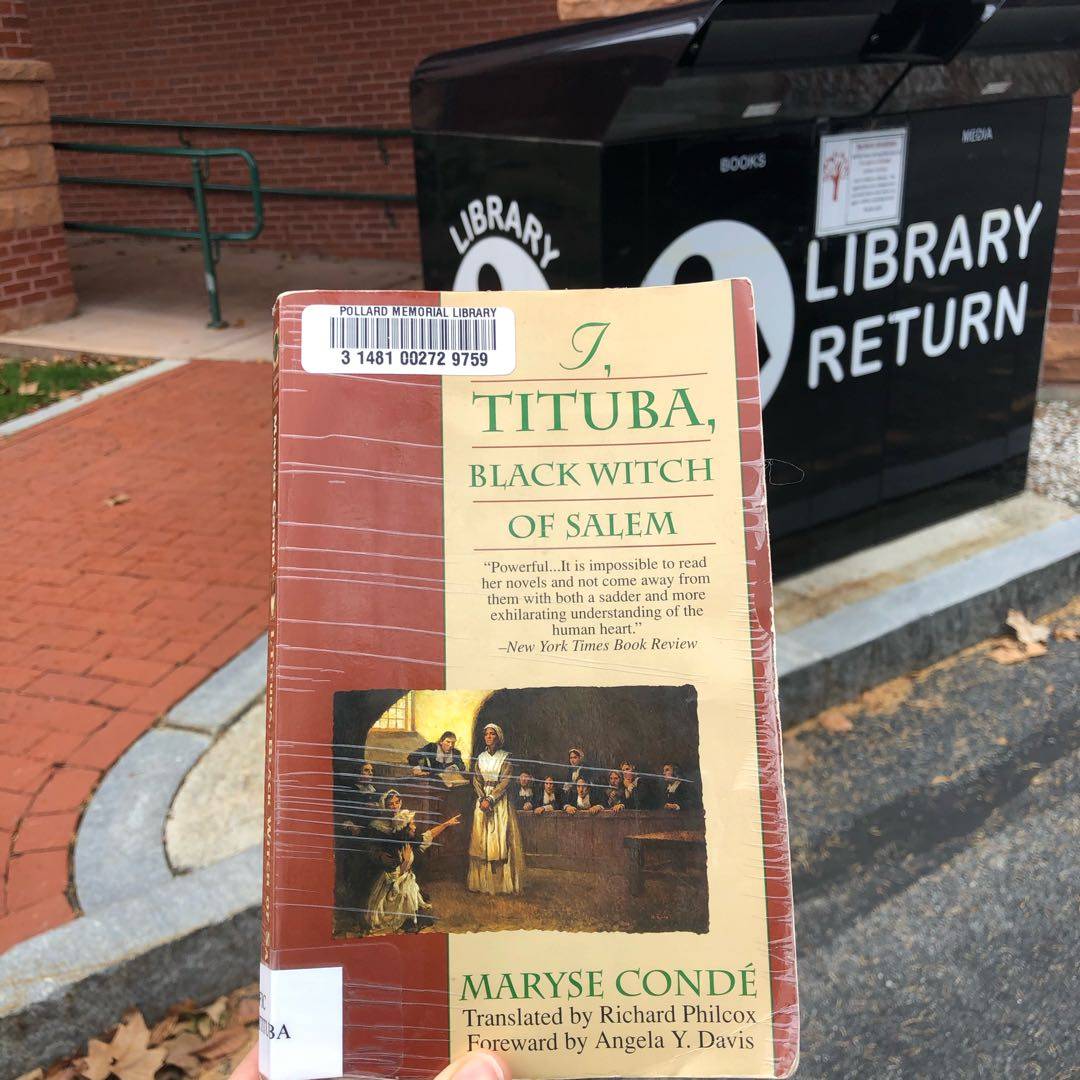 BOOKS
MEDIA
LIBRARY
LIBRARY
RETURN
POLLARD MEMORIAL LIBRARY
3 1481 00272 9759
I,
TITUBA,
BLACK WITCH
OF SALEM
“Powerful...It is impossible to read
her novels and not come away from
them with both a sadder and more
exhilarating understanding of the
human heart.”
–New York Times Book Review
MARYSE CONDÉ
Translated by Richard Philcox
Foreword by Angela Y. Davis